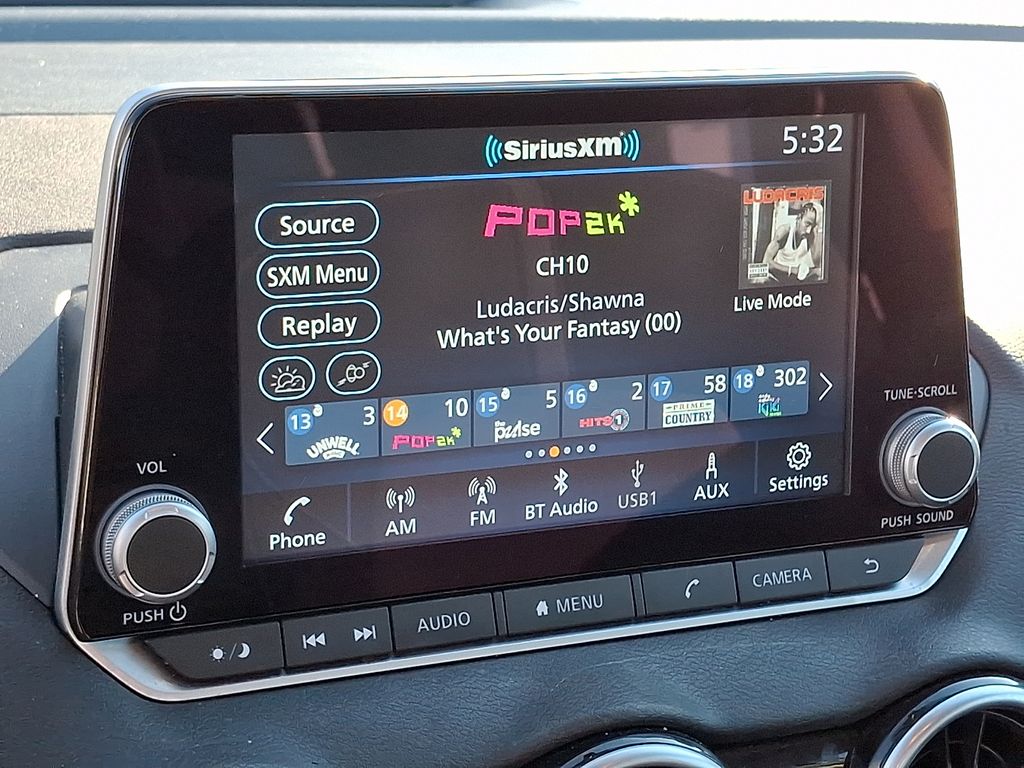 SiriusXM
5:32
Source
SXM Menu
Replay
POP2K*
CH10
Ludacris/Shawna
What's Your Fantasy (00)
LUDACRIS
Live Mode
13 3 UNWELL
14 10 POP2K*
15 5 the pulse
16 2 HITS1
17 58 PRIME COUNTRY
18 302 KIKI
Phone
AM
FM
BT Audio
USB1
AUX
Settings
VOL
PUSH
TUNE·SCROLL
PUSH SOUND
AUDIO
MENU
CAMERA